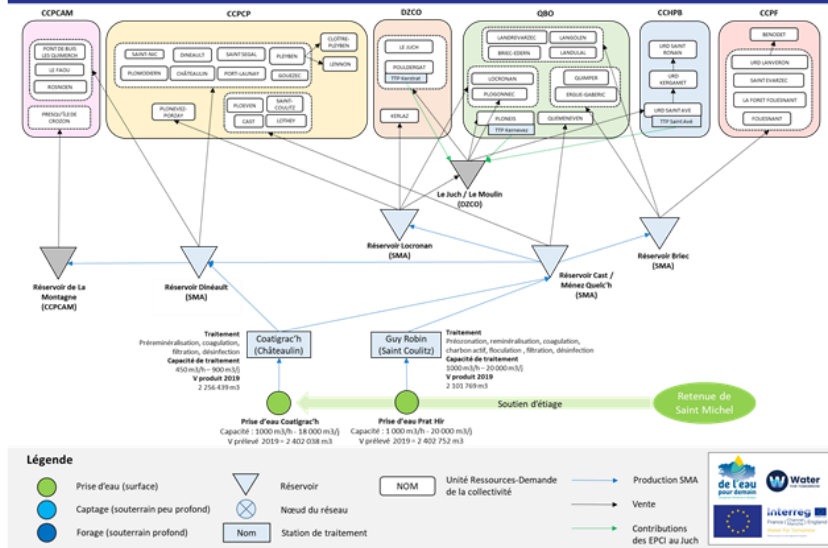 CCPCAM
CCPCP
DZCO
QBO
CCHPB
CCPF
PONT DE BUIS
LES QUIMERCH
LE FAOU
ROSNOEN
PRESQU'ÎLE DE
CROZON
SAINT-NIC
DINEAULT
SAINT-SEGAL
PLEYBEN
CLOÎTRE-
PLEYBEN
LENNON
PLOMODIERN
CHÂTEAULIN
PORT-LAUNAY
GOUEZEC
PLONEVEZ-
PORZAY
PLOEVEN
SAINT-
COULITZ
CAST
LOTHEY
LE JUCH
POULDERGAT
TTP Keratral
KERLAZ
LANDREVARZEC
LANGOLEN
BRIEC-EDERN
LANDUDAL
LOCRONAN
PLOGONNEC
QUIMPER
ERGUE-GABERIC
PLONEIS
TTP Kernevez
QUEMENEVEN
URD SAINT
RONAN
URD
KERGAMET
URD SAINT AVE
TTP Saint Avé
BENODET
URD LANVERON
SAINT EVARZEC
LA FORET FOUESNANT
FOUESNANT
Le Juch / Le Moulin
(DZCO)
Réservoir Locronan
(SMA)
Réservoir Briec
(SMA)
Réservoir de La
Montagne
(CCPCAM)
Réservoir Dinéault
(SMA)
Réservoir Cast /
Ménez Quelc'h
(SMA)
Traitement
Préreminéralisation, coagulation,
filtration, désinfection
Capacité de traitement
450 m3/h – 900 m3/j
V produit 2019
2 256 439 m3
Coatigrac'h
(Châteaulin)
Guy Robin
(Saint Coulitz)
Traitement
Préozonation, reminéralisation, coagulation,
charbon actif, floculation , filtration, désinfection
Capacité de traitement
1000 m3/h – 20 000 m3/j
V produit 2019
2 101 769 m3
Soutien d'étiage
Retenue de
Saint Michel
Prise d'eau Coatigrac'h
Capacité : 1000 m3/h - 18 000 m3/j
V prélevé 2019 = 2 402 038 m3
Prise d'eau Prat Hir
Capacité : 1 000 m3/h - 20 000 m3/j
V prélevé 2019 = 2 402 752 m3
Légende
Prise d'eau (surface)
Captage (souterrain peu profond)
Forage (souterrain profond)
Réservoir
Nœud du réseau
Nom
Station de traitement
NOM
Unité Ressources-Demande
de la collectivité
Production SMA
Vente
Contributions
des EPCI au Juch
de l'eau
pour demain
Water
FOR TOMORROW
Interreg
France ( Channel
Manche ) England